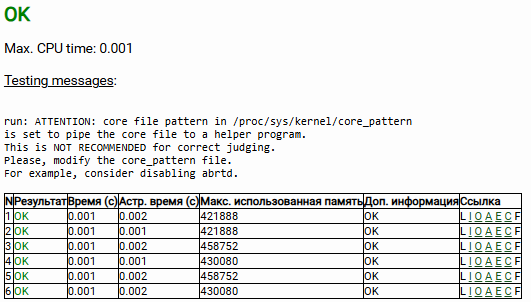 OK
Max. CPU time: 0.001
Testing messages:
run: ATTENTION: core file pattern in /proc/sys/kernel/core_pattern
is set to pipe the core file to a helper program.
This is NOT RECOMMENDED for correct judging.
Please, modify the core_pattern file.
For example, consider disabling abrtd.
N Результат Время (с) Астр. время (с) Макс. использованная память Доп. информация Ссылка
1 OK 0.001 0.002 421888 OK L I O A E C F
2 OK 0.001 0.001 421888 OK L I O A E C F
3 OK 0.001 0.002 458752 OK L I O A E C F
4 OK 0.001 0.001 430080 OK L I O A E C F
5 OK 0.001 0.002 458752 OK L I O A E C F
6 OK 0.001 0.002 430080 OK L I O A E C F